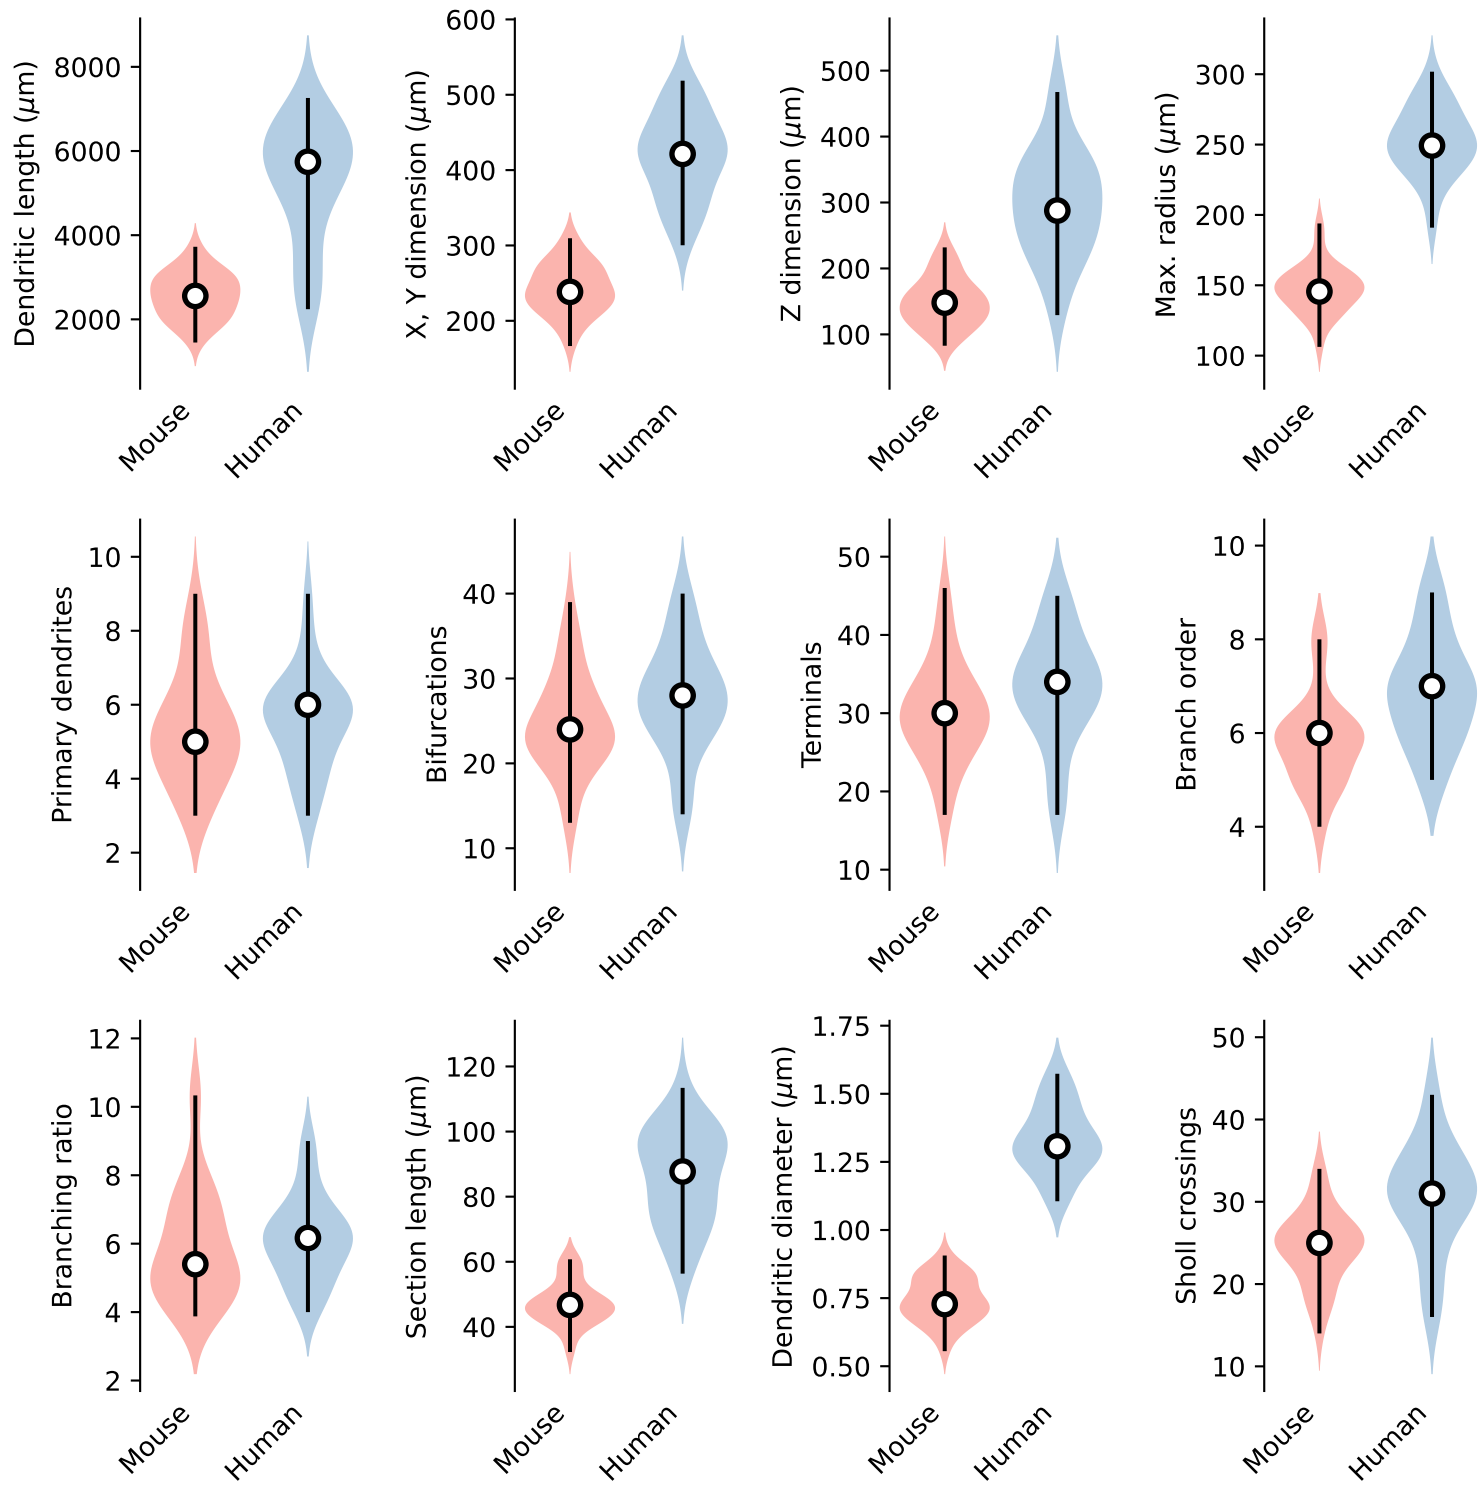 Dendritic length (μm)
8000
6000
4000
2000
Mouse
Human
X, Y dimension (μm)
600
500
400
300
200
Mouse
Human
Z dimension (μm)
500
400
300
200
100
Mouse
Human
Max. radius (μm)
300
250
200
150
100
Mouse
Human
Primary dendrites
10
8
6
4
2
Mouse
Human
Bifurcations
40
30
20
10
Mouse
Human
Terminals
50
40
30
20
10
Mouse
Human
Branch order
10
8
6
4
Mouse
Human
Branching ratio
12
10
8
6
4
2
Mouse
Human
Section length (μm)
120
100
80
60
40
Mouse
Human
Dendritic diameter (μm)
1.75
1.50
1.25
1.00
0.75
0.50
Mouse
Human
Sholl crossings
50
40
30
20
10
Mouse
Human